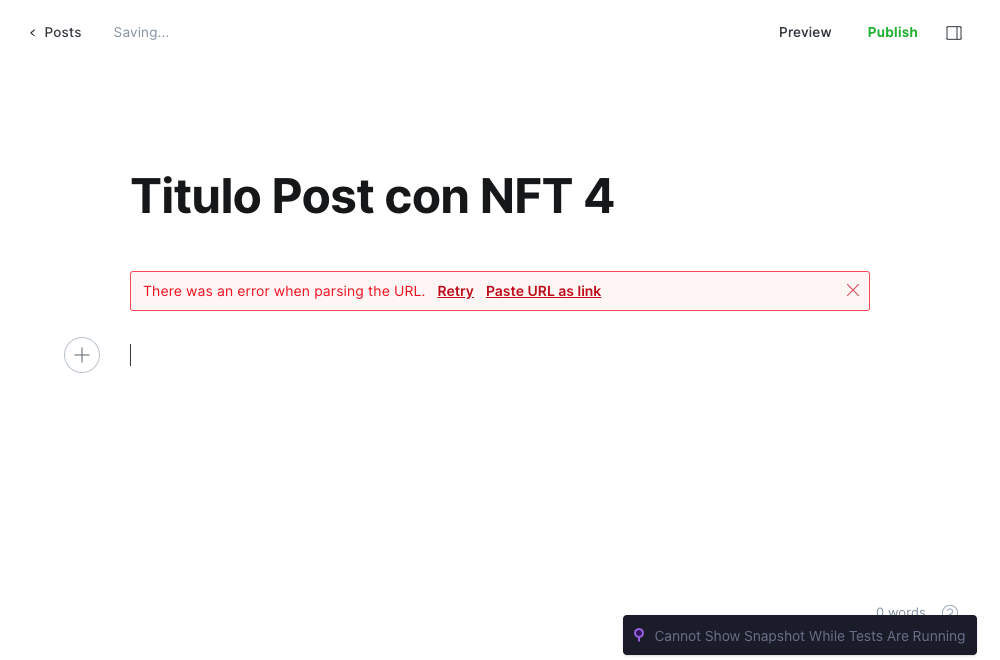 Posts Saving... Preview Publish
Titulo Post con NFT 4
There was an error when parsing the URL. Retry Paste URL as link
0 words
Cannot Show Snapshot While Tests Are Running